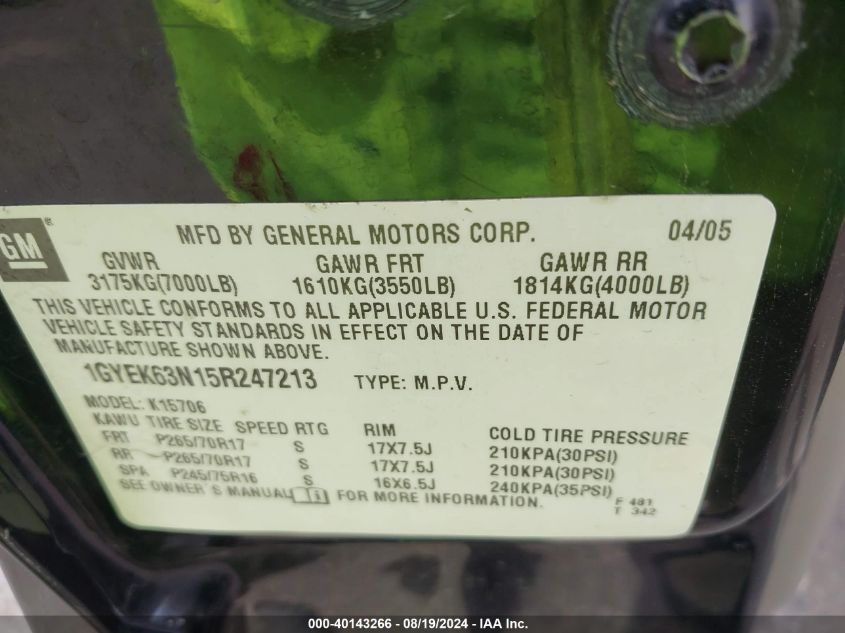 GM
MFD BY GENERAL MOTORS CORP. 04/05
GVWR GAWR FRT GAWR RR
3175KG(7000LB) 1610KG(3550LB) 1814KG(4000LB)
THIS VEHICLE CONFORMS TO ALL APPLICABLE U.S. FEDERAL MOTOR
VEHICLE SAFETY STANDARDS IN EFFECT ON THE DATE OF
MANUFACTURE SHOWN ABOVE.
1GYEK63N15R247213 TYPE: M.P.V.
MODEL: K15706
KAWU TIRE SIZE SPEED RTG RIM COLD TIRE PRESSURE
FRT P265/70R17 S 17X7.5J 210KPA(30PSI)
RR P265/70R17 S 17X7.5J 210KPA(30PSI)
SPA P245/75R16 S 16X6.5J 240KPA(35PSI)
SEE OWNER'S MANUAL FOR MORE INFORMATION.
F 481
T 342
000-40143266 - 08/19/2024 - IAA Inc.